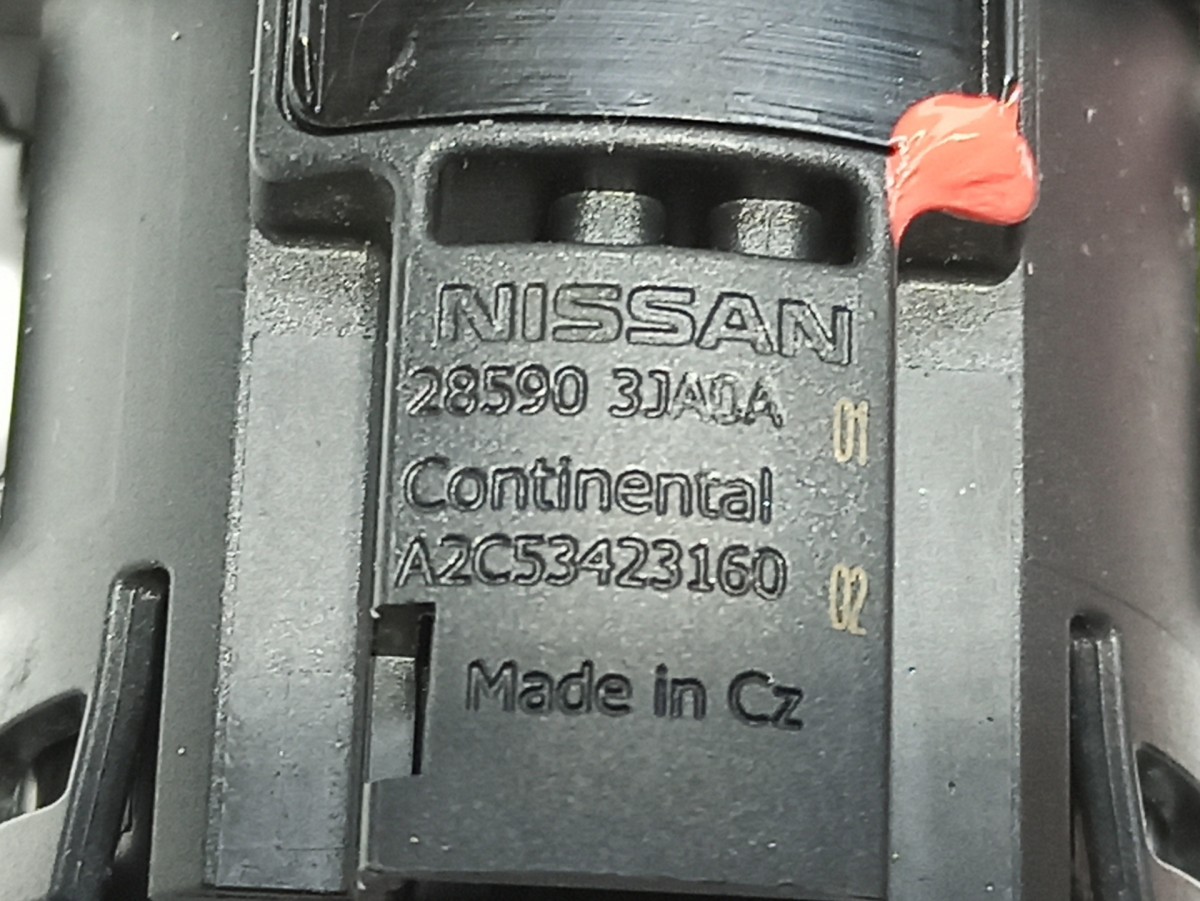 NISSAN
28590 3JA0A
01
Continental
A2C53423160
02
Made in Cz